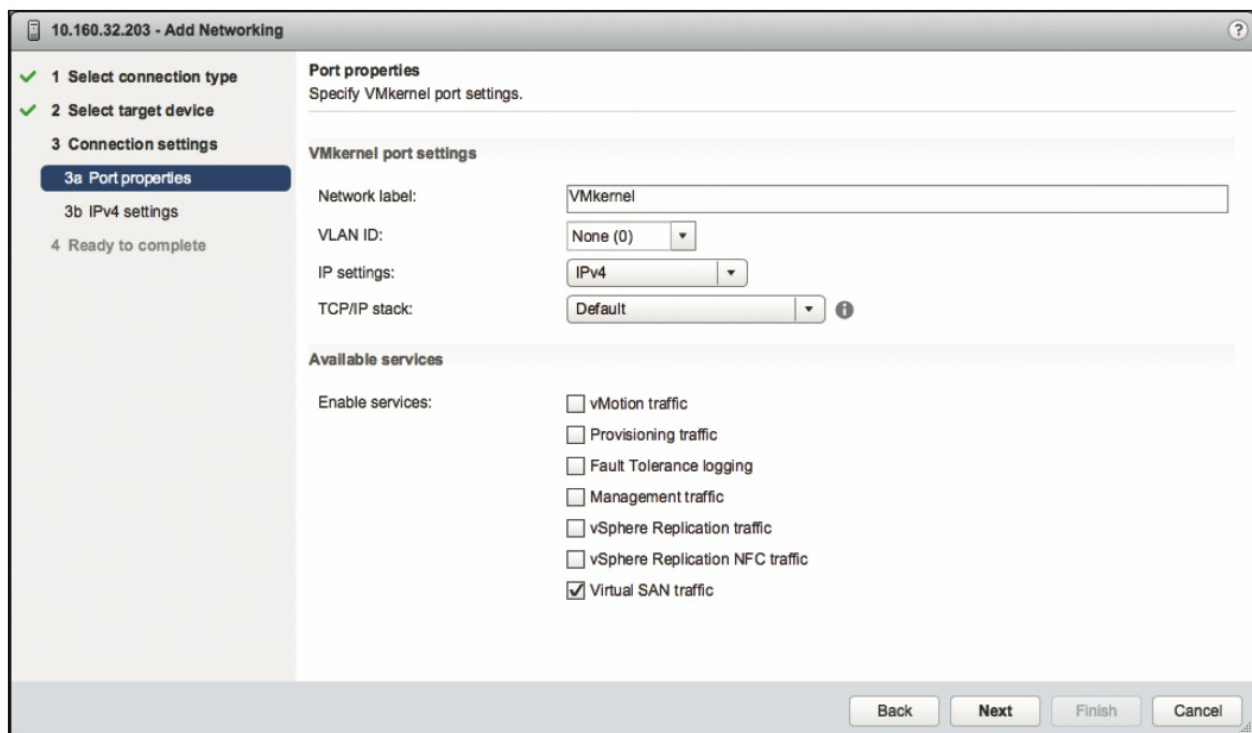 10.160.32.203 - Add Networking
?
1 Select connection type
2 Select target device
3 Connection settings
3a Port properties
3b IPv4 settings
4 Ready to complete
Port properties
Specify VMkernel port settings.
VMkernel port settings
Network label: VMkernel
VLAN ID: None (0)
IP settings: IPv4
TCP/IP stack: Default
Available services
Enable services: vMotion traffic
Provisioning traffic
Fault Tolerance logging
Management traffic
vSphere Replication traffic
vSphere Replication NFC traffic
Virtual SAN traffic
Back Next Finish Cancel